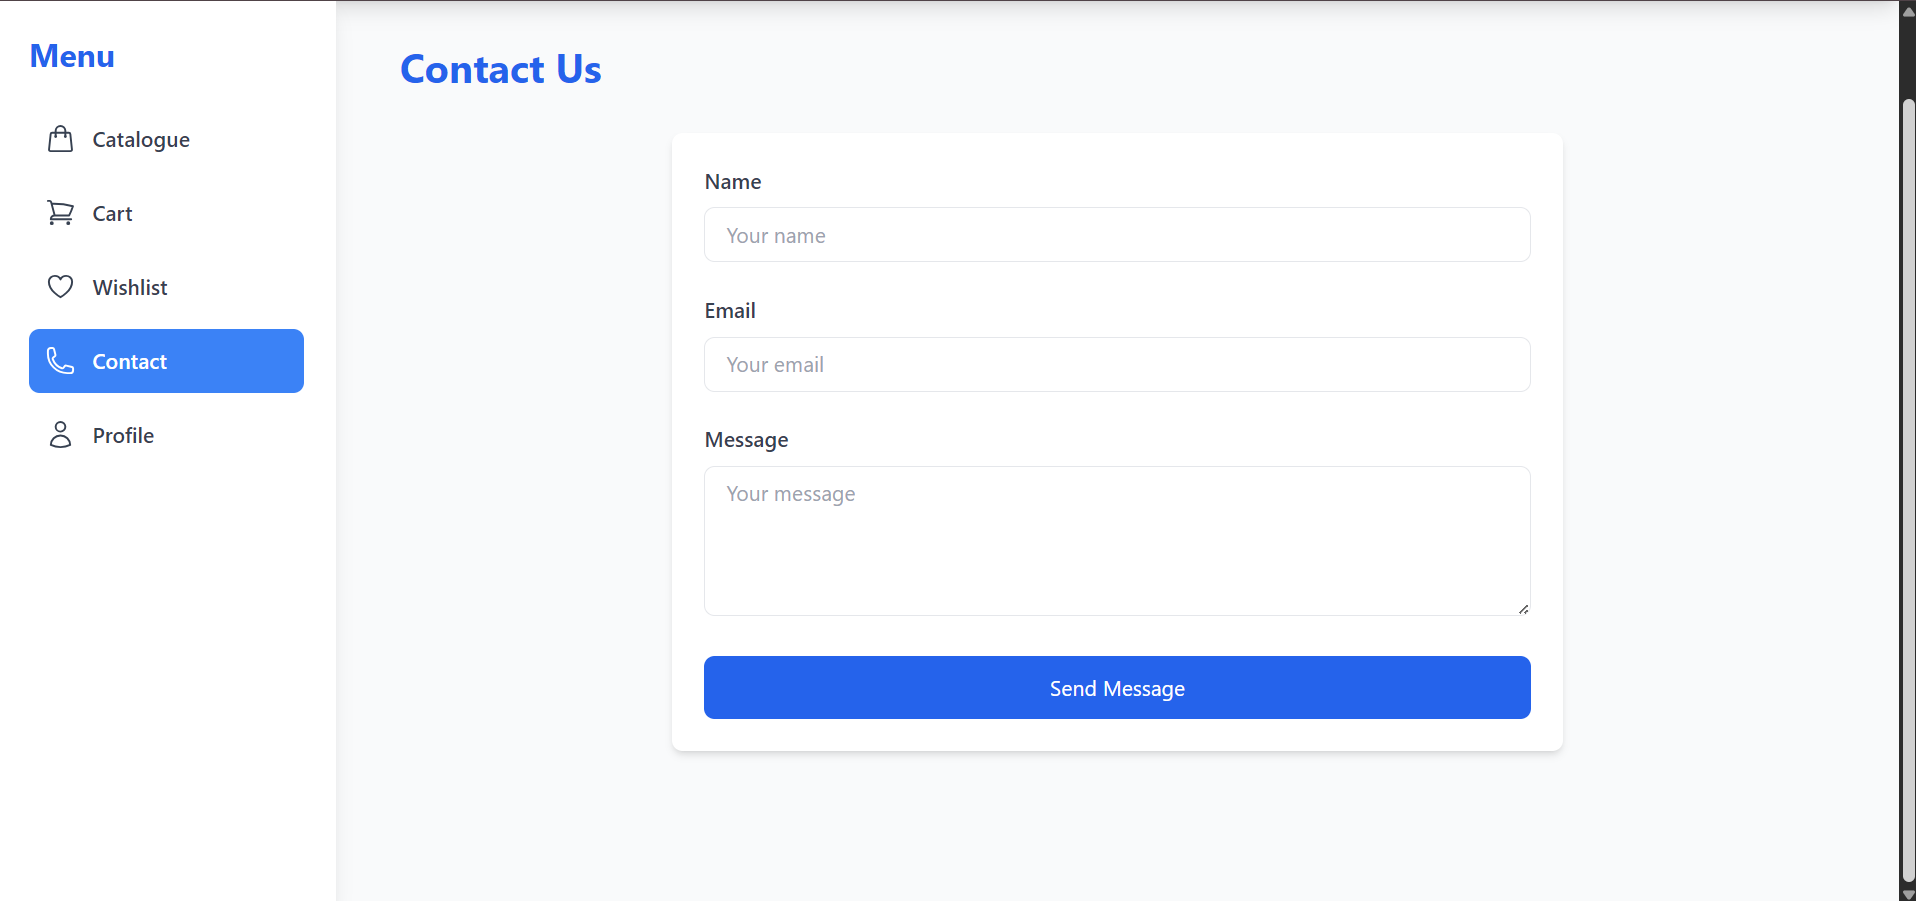 Menu
Catalogue
Cart
Wishlist
Contact
Profile
Contact Us
Name
Your name
Email
Your email
Message
Your message
Send Message